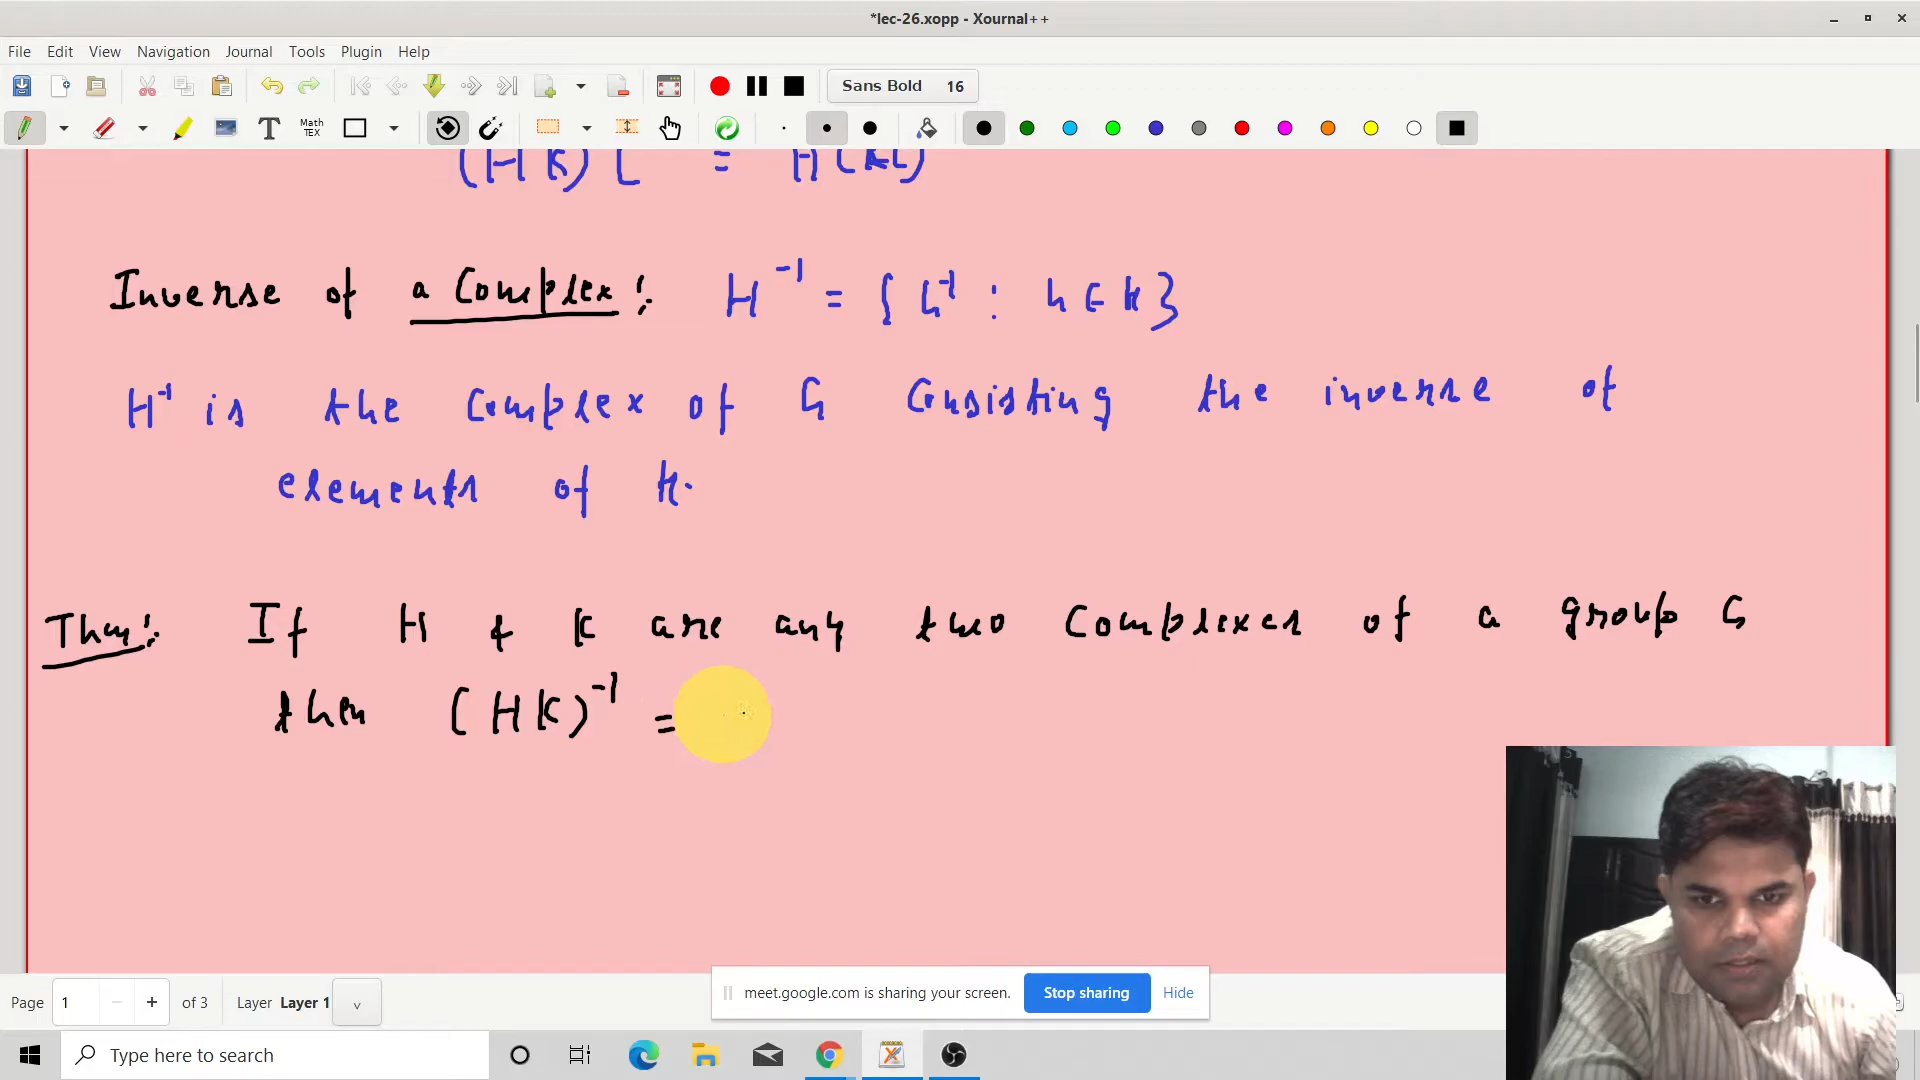 *lec-26.xopp - Xournal++
File Edit View Navigation Journal Tools Plugin Help
Sans Bold 16
Math TEX
(HK)L = H(KL)
Inverse of a Complex :- H⁻¹ = { h⁻¹ : h ∈ H }
H⁻¹ is the Complex of G Consisting the inverse of
elements of H.
Thm:- If H & K are any two Complexes of a group G
then (HK)⁻¹ =
Page 1 of 3 Layer Layer 1
meet.google.com is sharing your screen. Stop sharing Hide
Type here to search